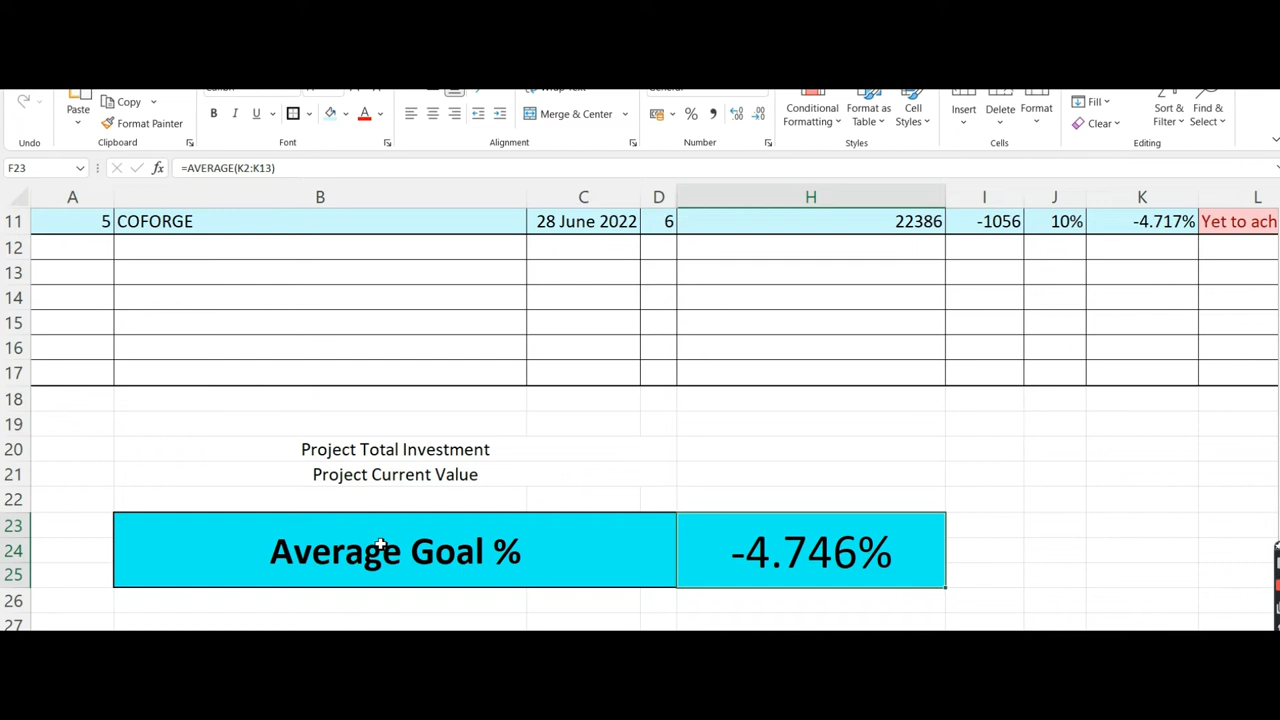 Paste
Copy
Format Painter
B I U A
Wrap Text
Merge & Center
%
Conditional Formatting
Format as Table
Cell Styles
Insert
Delete
Format
Fill
Clear
Sort & Filter
Find & Select
Undo Clipboard Font Alignment Number Styles Cells Editing
F23 fx =AVERAGE(K2:K13)
A B C D H I J K L
11 5 COFORGE 28 June 2022 6 22386 -1056 10% -4.717% Yet to ach
12
13
14
15
16
17
18
19
20 Project Total Investment
21 Project Current Value
22
23
24 Average Goal % -4.746%
25
26
27